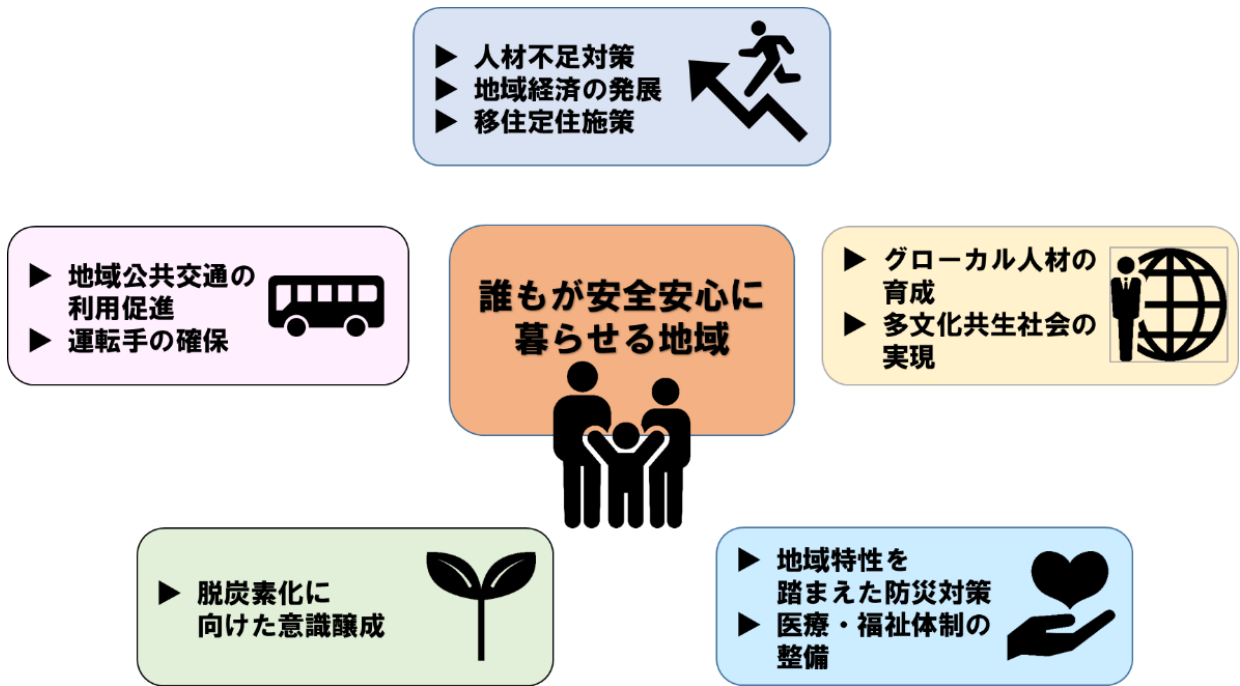 ▶ 人材不足対策
▶ 地域経済の発展
▶ 移住定住施策
▶ 地域公共交通の
利用促進
▶ 運転手の確保
誰もが安全安心に
暮らせる地域
▶ グローカル人材の
育成
▶ 多文化共生社会の
実現
▶ 脱炭素化に
向けた意識醸成
▶ 地域特性を
踏まえた防災対策
▶ 医療・福祉体制の
整備